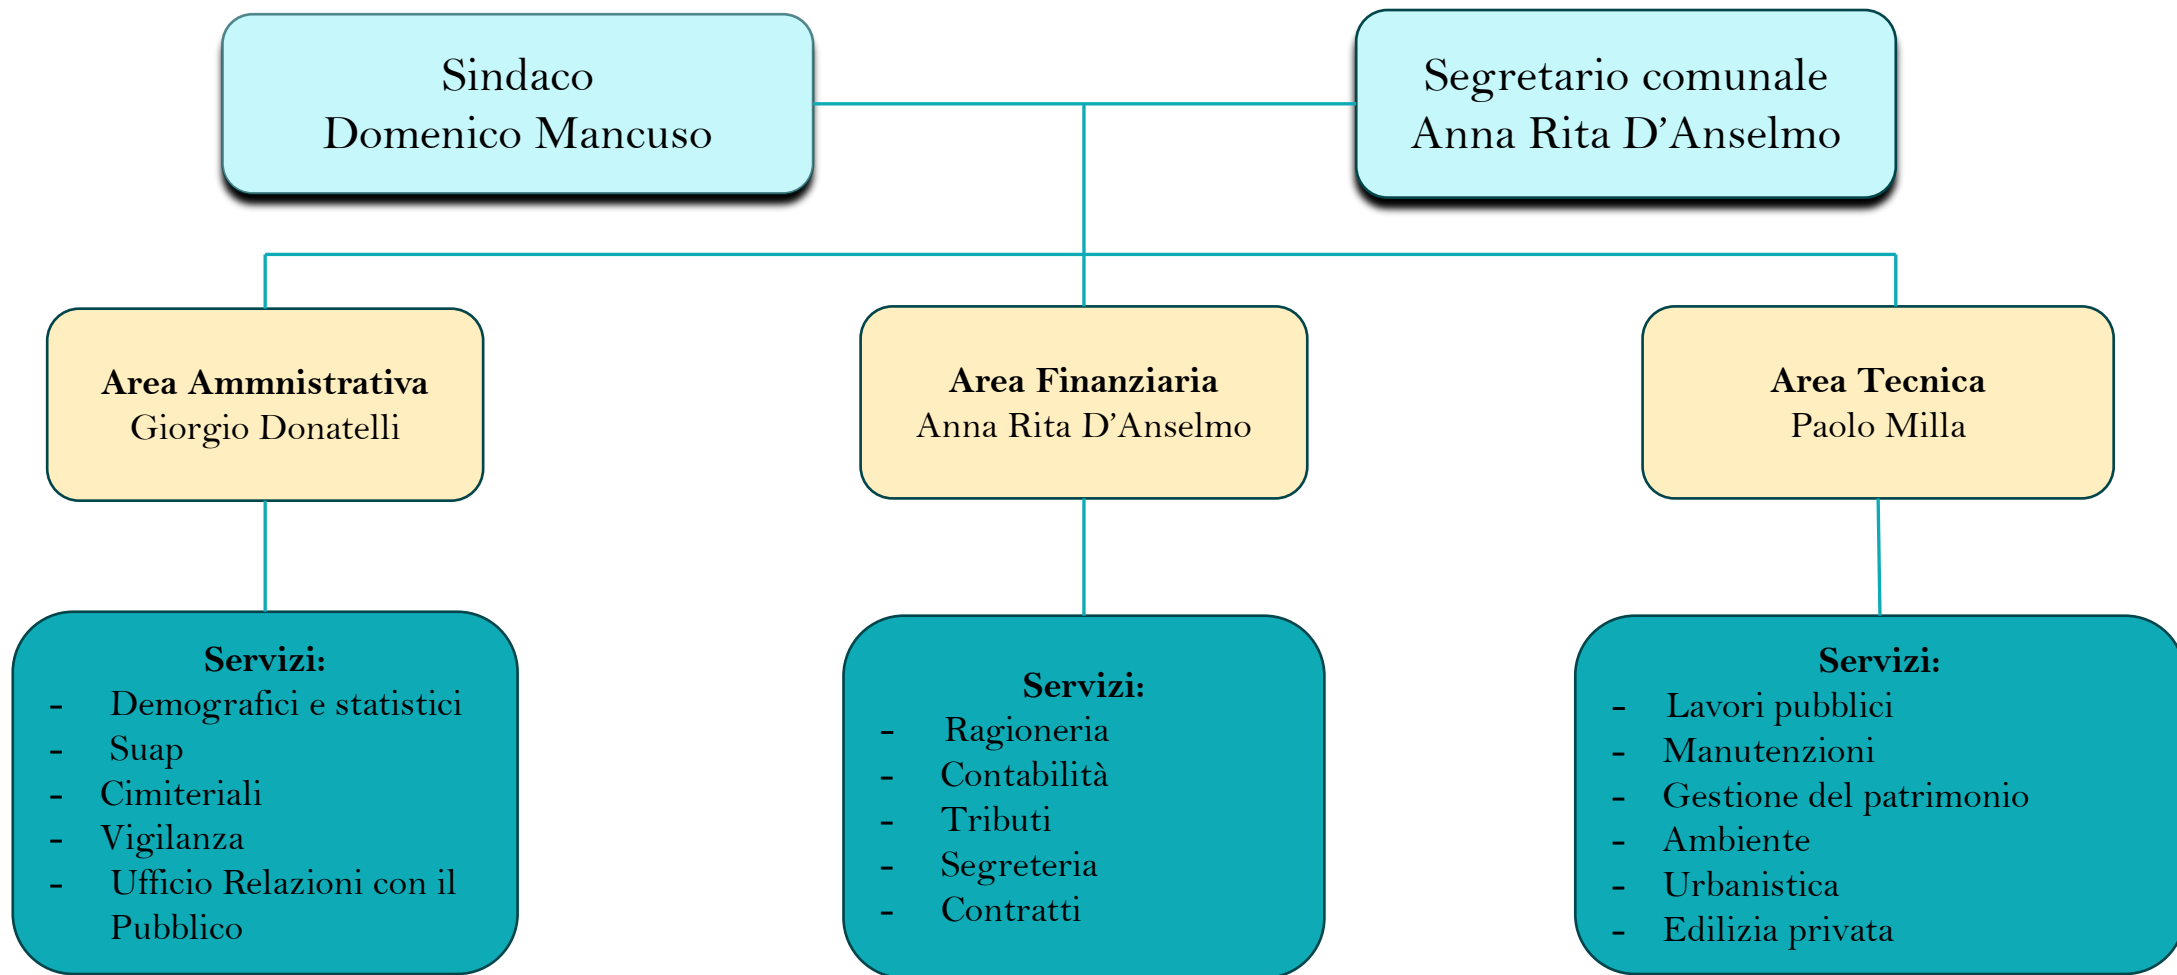 Sindaco
Domenico Mancuso
Segretario comunale
Anna Rita D’Anselmo
Area Ammnistrativa
Giorgio Donatelli
Area Finanziaria
Anna Rita D’Anselmo
Area Tecnica
Paolo Milla
Servizi:
- Demografici e statistici
- Suap
- Cimiteriali
- Vigilanza
- Ufficio Relazioni con il
Pubblico
Servizi:
- Ragioneria
- Contabilità
- Tributi
- Segreteria
- Contratti
Servizi:
- Lavori pubblici
- Manutenzioni
- Gestione del patrimonio
- Ambiente
- Urbanistica
- Edilizia privata